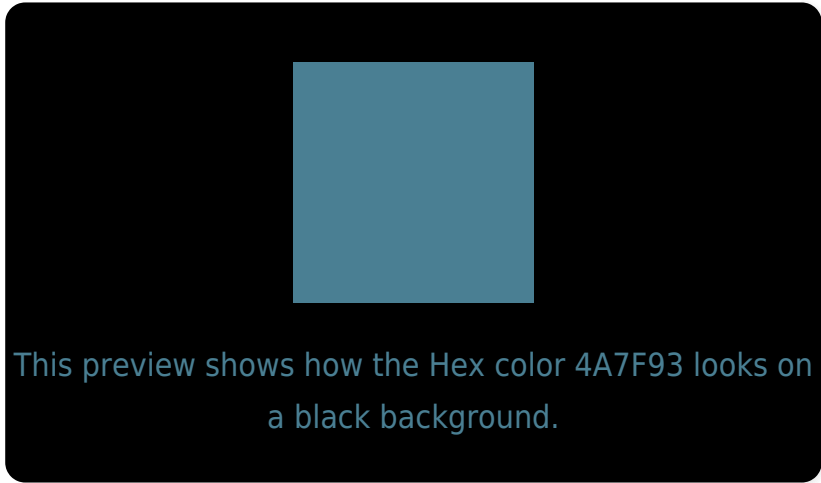 This preview shows how the Hex color 4A7F93 looks on
a black background.